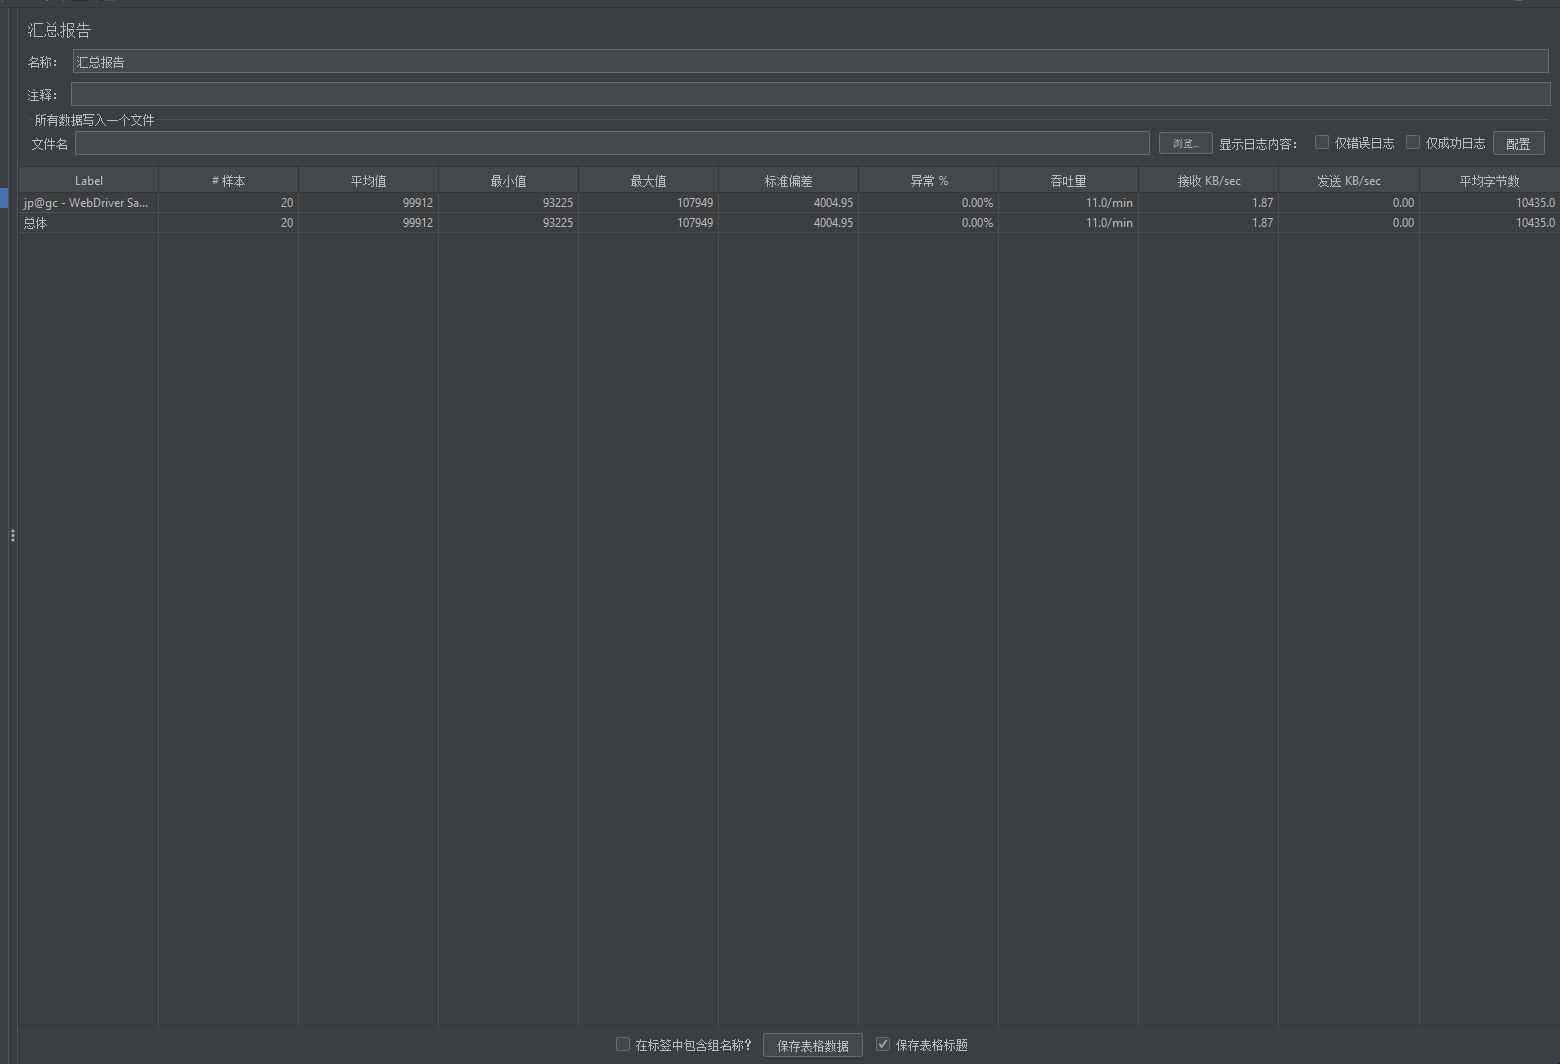 汇总报告
名称： 汇总报告
注释：
所有数据写入一个文件
文件名 浏览... 显示日志内容： 仅错误日志 仅成功日志 配置
Label # 样本 平均值 最小值 最大值 标准偏差 异常 % 吞吐量 接收 KB/sec 发送 KB/sec 平均字节数
jp@gc - WebDriver Sa... 20 99912 93225 107949 4004.95 0.00% 11.0/min 1.87 0.00 10435.0
总体 20 99912 93225 107949 4004.95 0.00% 11.0/min 1.87 0.00 10435.0
在标签中包含组名称？ 保存表格数据 保存表格标题